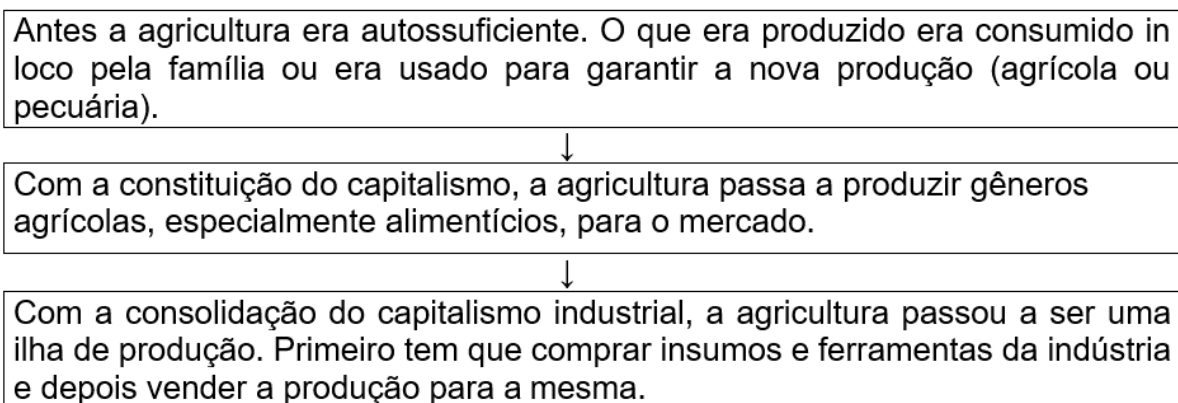 Antes a agricultura era autossuficiente. O que era produzido era consumido in
loco pela família ou era usado para garantir a nova produção (agrícola ou
pecuária).
↓
Com a constituição do capitalismo, a agricultura passa a produzir gêneros
agrícolas, especialmente alimentícios, para o mercado.
↓
Com a consolidação do capitalismo industrial, a agricultura passou a ser uma
ilha de produção. Primeiro tem que comprar insumos e ferramentas da indústria
e depois vender a produção para a mesma.